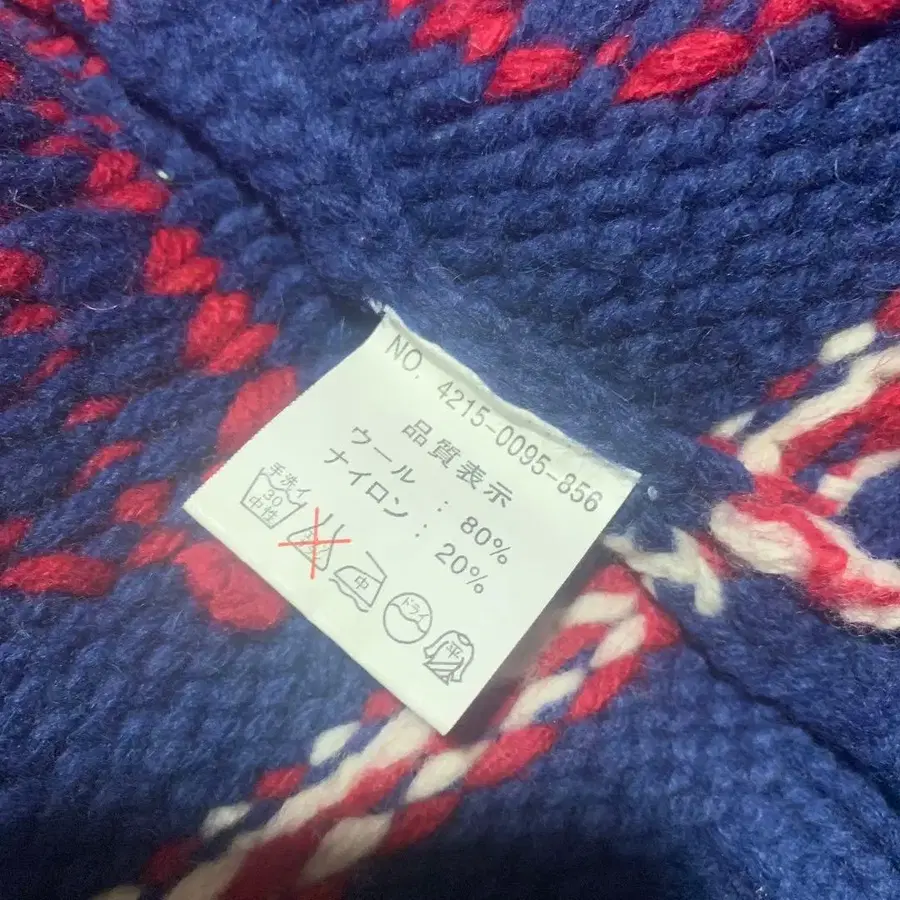 NO. 4215-0095-856
品質表示
ウール : 80%
ナイロン : 20%
手洗イ
30
中性
中
ドライ
平